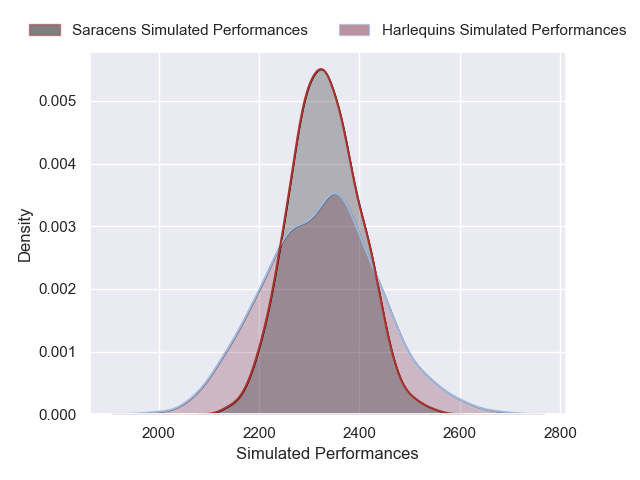 Saracens Simulated Performances Harlequins Simulated Performances
0.005
0.004
0.003
0.002
0.001
0.000
Density
2000 2200 2400 2600 2800
Simulated Performances